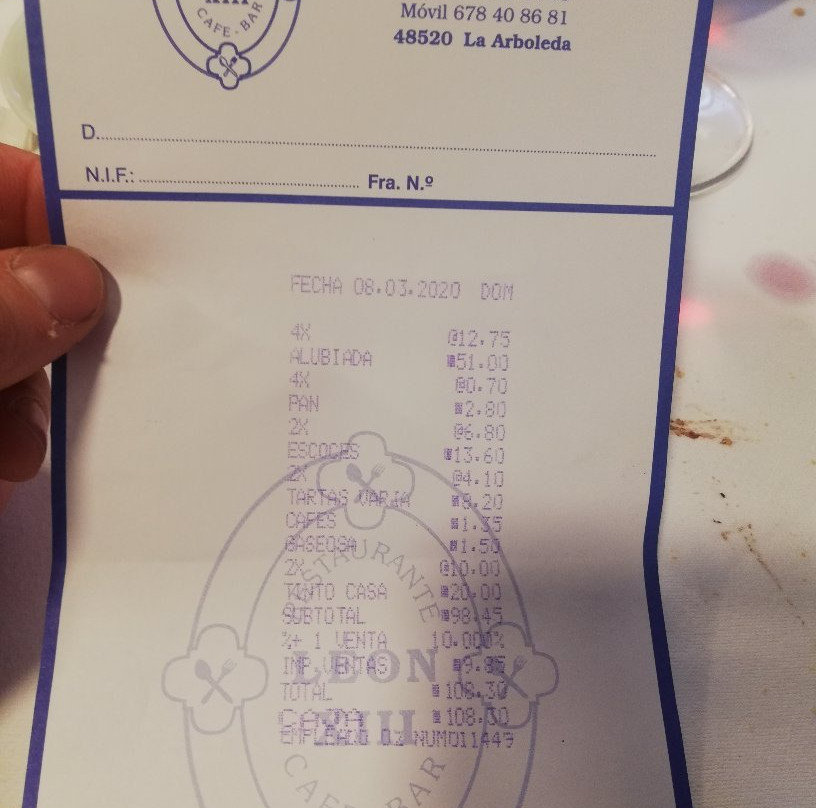 CAFE - BAR
Móvil 678 40 86 81
48520 La Arboleda
D.
N.I.F.: Fra. N.º
FECHA 08.03.2020 DOM
4X @12.75
ALUBIADA 51.00
4X @0.70
PAN 2.80
2X @6.80
ESCOCES 13.60
2X @4.10
TARTAS VARIA 8.20
CAFES 1.35
GASEOSA 1.50
2X @10.00
TINTO CASA 20.00
SUBTOTAL 98.45
%+ 1 VENTA 10.000%
IMP.VENTAS 9.85
TOTAL 108.30
CAJA 108.30
EMPLEADO 02 NUM011449
RESTAURANTE
LEON
XIII
CAFE BAR